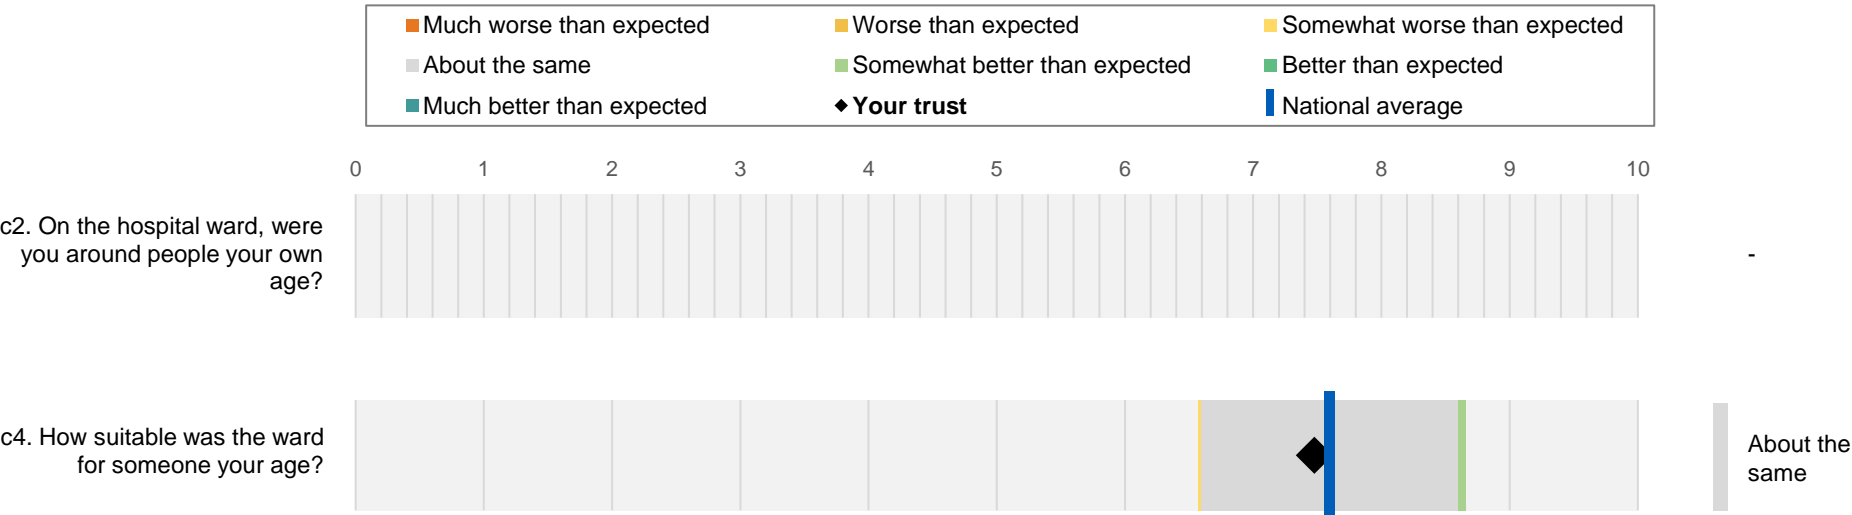 Much worse than expected
Worse than expected
Somewhat worse than expected
About the same
Somewhat better than expected
Better than expected
Much better than expected
Your trust
National average
0 1 2 3 4 5 6 7 8 9 10
c2. On the hospital ward, were
you around people your own
age?
-
c4. How suitable was the ward
for someone your age?
About the
same